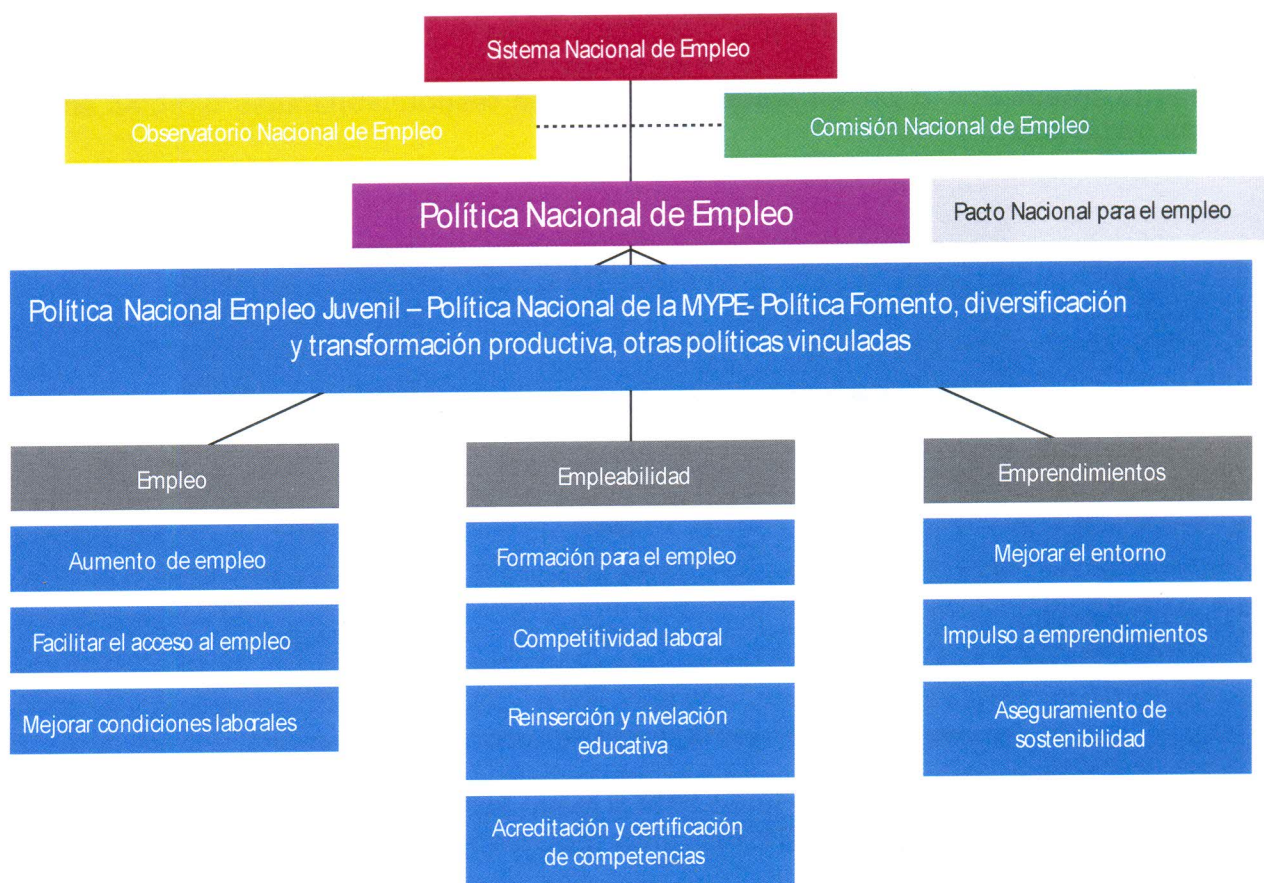 Sistema Nacional de Empleo
Observatorio Nacional de Empleo
Comisión Nacional de Empleo
Política Nacional de Empleo
Pacto Nacional para el empleo
Política Nacional Empleo Juvenil – Política Nacional de la MYPE- Política Fomento, diversificación
y transformación productiva, otras políticas vinculadas
Empleo
Aumento de empleo
Facilitar el acceso al empleo
Mejorar condiciones laborales
Empleabilidad
Formación para el empleo
Competitividad laboral
Reinserción y nivelación
educativa
Acreditación y certificación
de competencias
Emprendimientos
Mejorar el entorno
Impulso a emprendimientos
Aseguramiento de
sostenibilidad